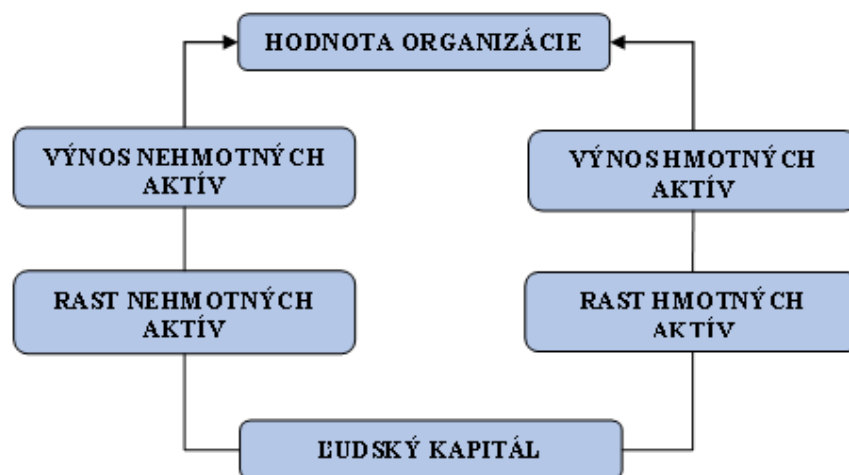 HODNOTA ORGANIZÁCIE
VÝNOS NEHMOTNÝCH
AKTÍV
VÝNOS HMOTNÝCH
AKTÍV
RAST NEHMOTNÝCH
AKTÍV
RAST HMOTNÝCH
AKTÍV
ĽUDSKÝ KAPITÁL